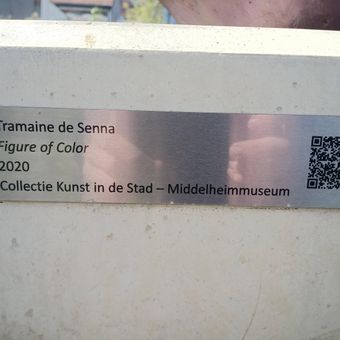 Tramaine de Senna
Figure of Color
2020
Collectie Kunst in de Stad – Middelheimmuseum